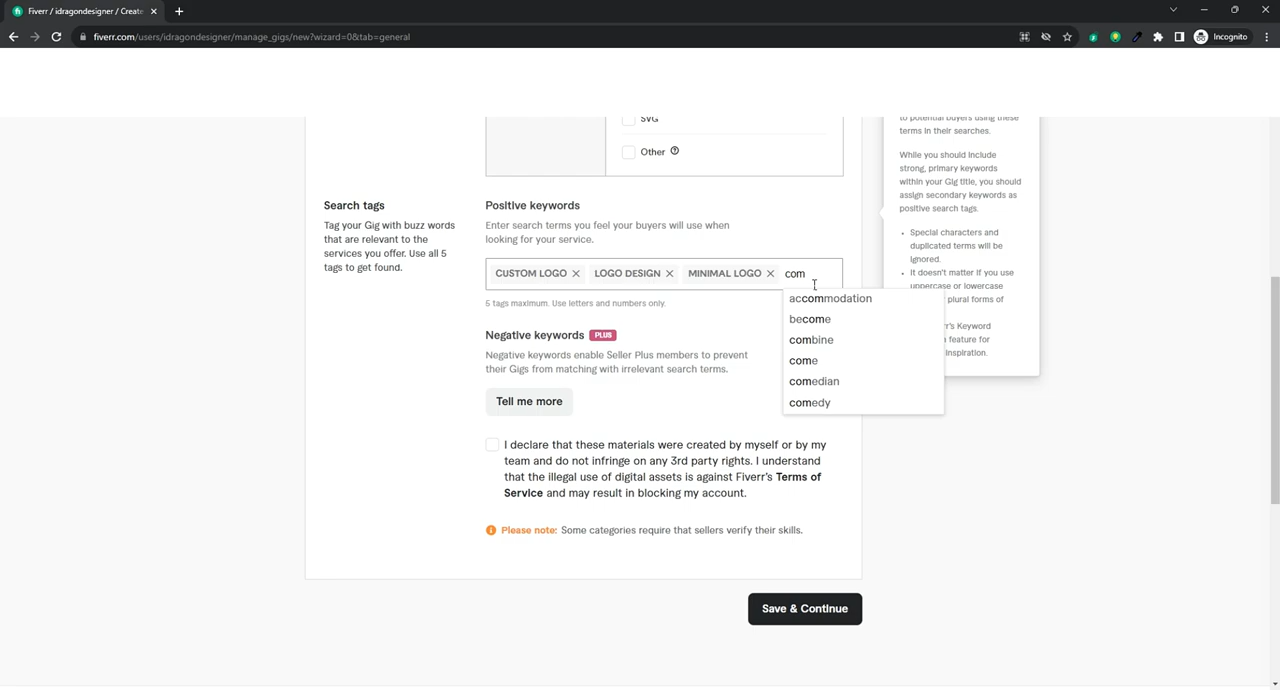 Fiverr / idragondesigner / Create
fiverr.com/users/idragondesigner/manage_gigs/new?wizard=0&tab=general
Incognito
SVG
Other
to potential buyers using these
terms in their searches.
While you should include
strong, primary keywords
within your Gig title, you should
assign secondary keywords as
positive search tags.
Special characters and
duplicated terms will be
ignored.
It doesn't matter if you use
uppercase or lowercase
plural forms of
Keyword
feature for
inspiration.
Search tags
Tag your Gig with buzz words
that are relevant to the
services you offer. Use all 5
tags to get found.
Positive keywords
Enter search terms you feel your buyers will use when
looking for your service.
CUSTOM LOGO LOGO DESIGN MINIMAL LOGO com
accommodation
become
combine
come
comedian
comedy
5 tags maximum. Use letters and numbers only.
Negative keywords PLUS
Negative keywords enable Seller Plus members to prevent
their Gigs from matching with irrelevant search terms.
Tell me more
I declare that these materials were created by myself or by my
team and do not infringe on any 3rd party rights. I understand
that the illegal use of digital assets is against Fiverr's Terms of
Service and may result in blocking my account.
Please note: Some categories require that sellers verify their skills.
Save & Continue